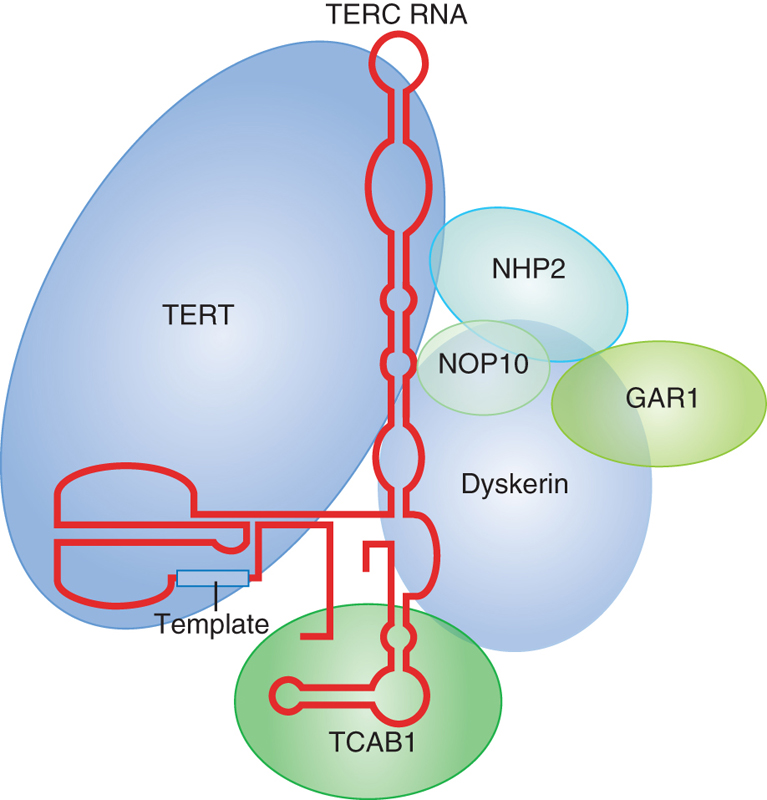 TERC RNA
NHP2
TERT
NOP10
GAR1
Dyskerin
Template
TCAB1